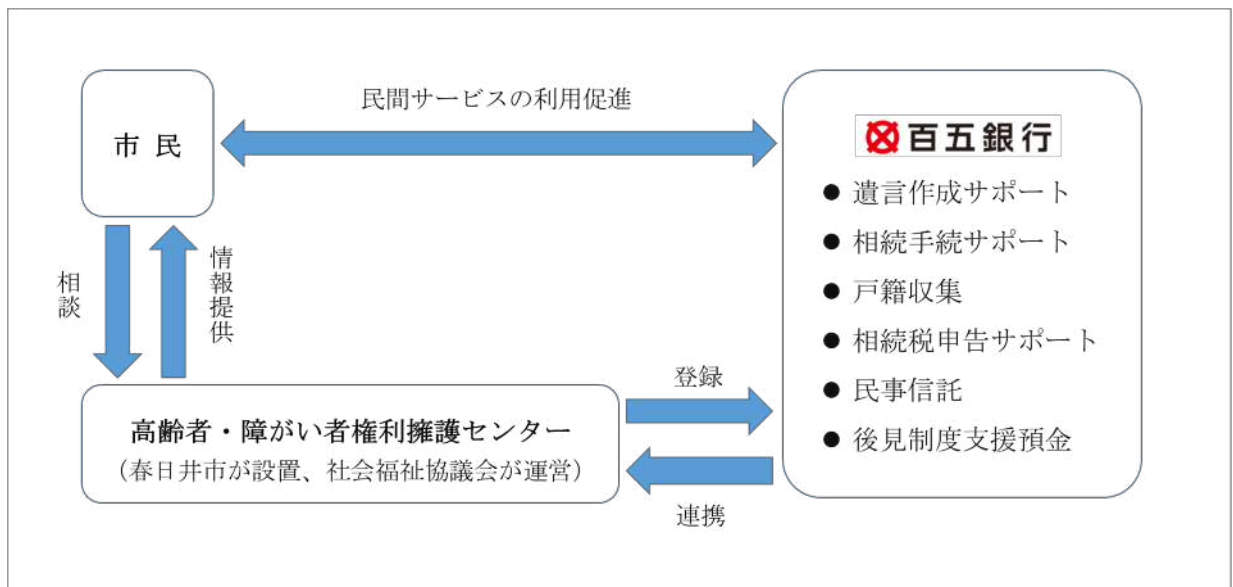 民間サービスの利用促進
市 民
百五銀行
● 遺言作成サポート
● 相続手続サポート
● 戸籍収集
● 相続税申告サポート
● 民事信託
● 後見制度支援預金
相談
情報提供
高齢者・障がい者権利擁護センター
（春日井市が設置、社会福祉協議会が運営）
登録
連携